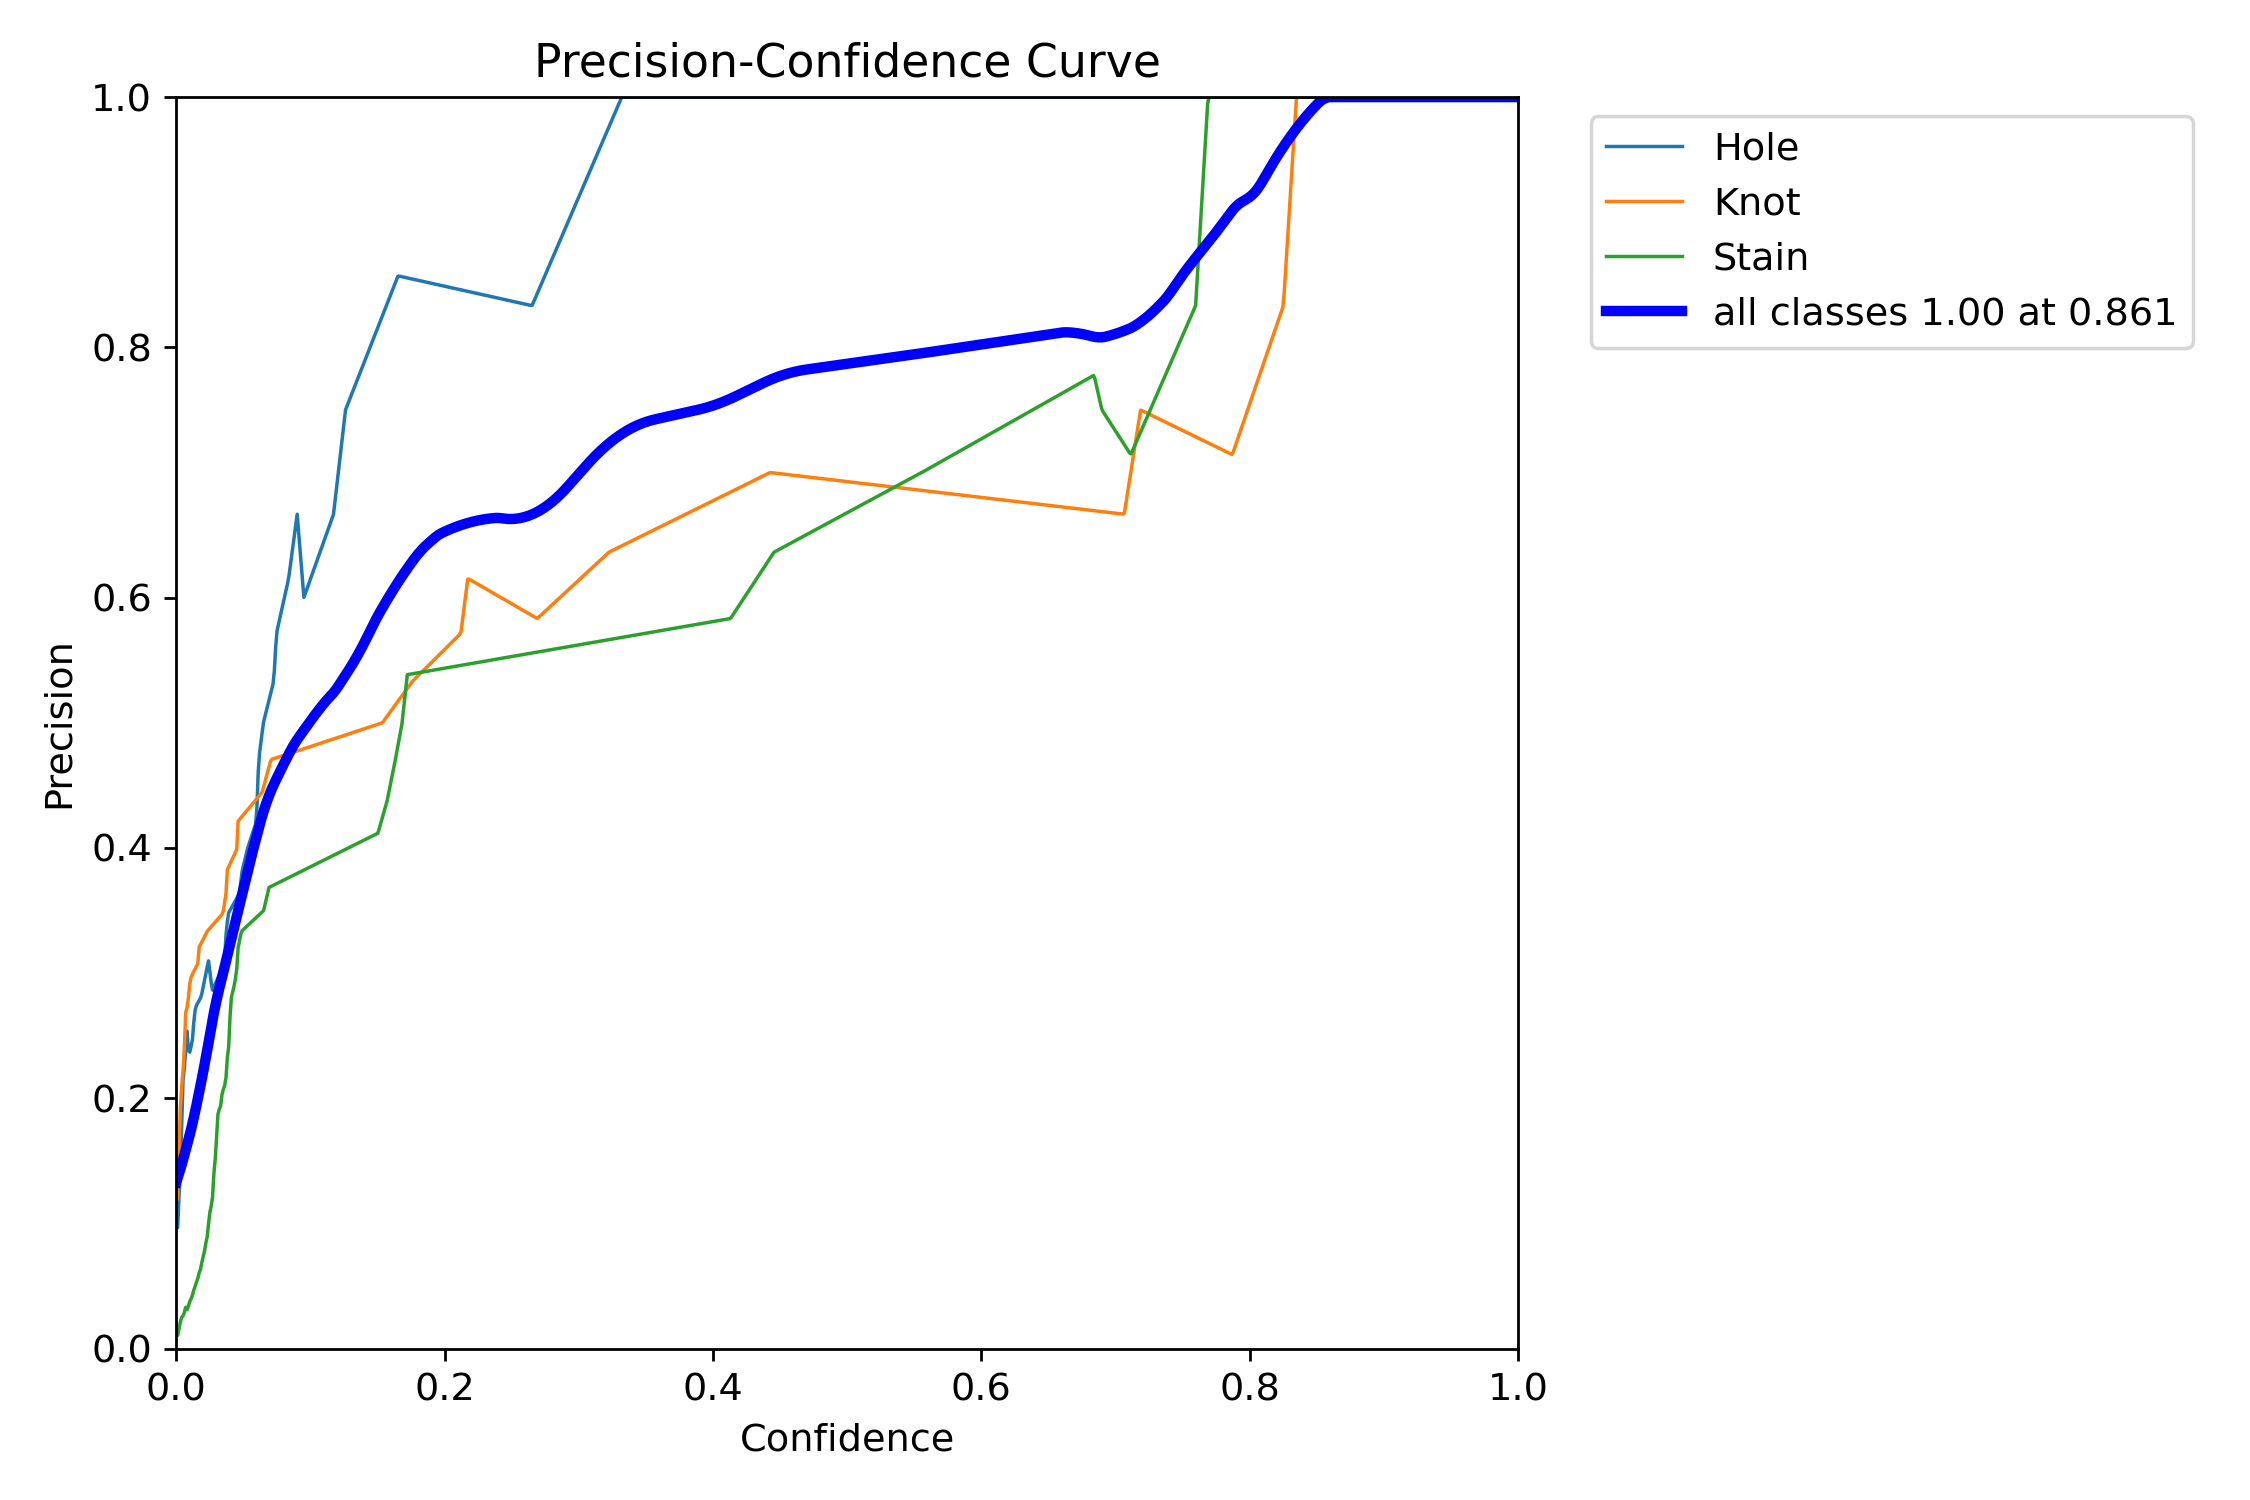 Precision-Confidence Curve
1.0
0.8
0.6
0.4
0.2
0.0
Precision
0.0 0.2 0.4 0.6 0.8 1.0
Confidence
Hole
Knot
Stain
all classes 1.00 at 0.861